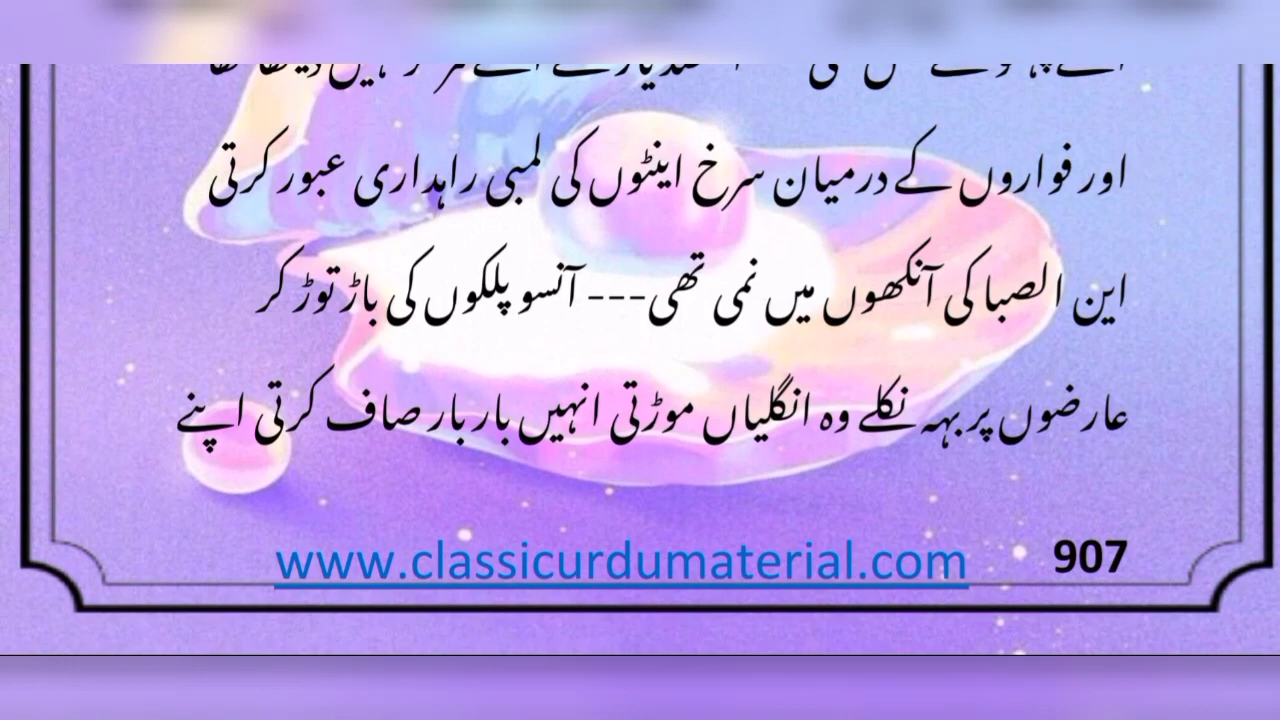 اور فواروں کے درمیان سرخ اینٹوں کی لمبی راہداری عبور کرتی
این الصبا کی آنکھوں میں نمی تھی--- آنسو پلکوں کی باڑ توڑ کر
عارضوں پر بہہ نکلے وہ انگلیاں موڑتی انہیں بار بار صاف کرتی اپنے
907 www.classicurdumaterial.com